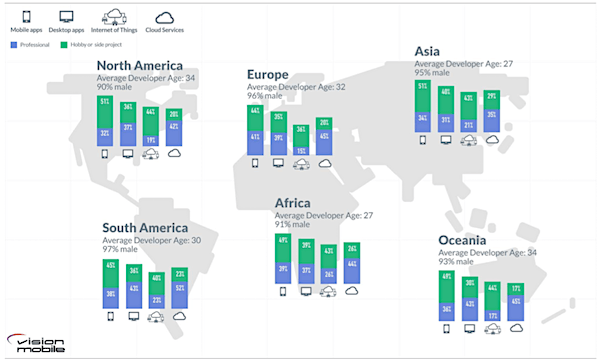 Mobile apps Desktop apps Internet of Things Cloud Services
Professional Hobby or side project
North America
Average Developer Age: 34
90% male
51% 36% 44% 28%
32% 37% 19% 42%
Europe
Average Developer Age: 32
96% male
44% 35% 36% 28%
41% 39% 15% 45%
Asia
Average Developer Age: 27
95% male
51% 40% 43% 29%
34% 31% 21% 35%
South America
Average Developer Age: 30
97% male
45% 36% 40% 23%
38% 43% 23% 52%
Africa
Average Developer Age: 27
91% male
49% 39% 43% 26%
39% 37% 26% 44%
Oceania
Average Developer Age: 34
93% male
49% 30% 44% 17%
36% 43% 17% 45%
vision
mobile